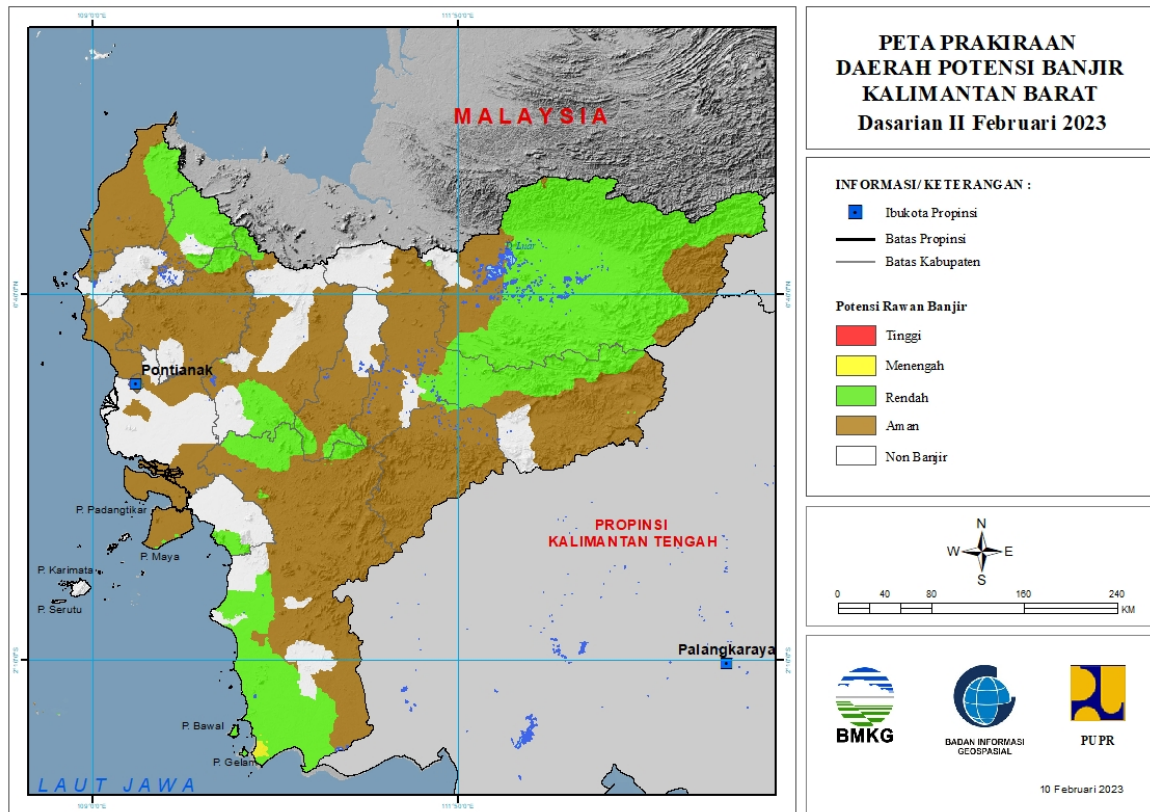 PETA PRAKIRAAN
DAERAH POTENSI BANJIR
KALIMANTAN BARAT
Dasarian II Februari 2023
INFORMASI/ KETERANGAN :
Ibukota Propinsi
Batas Propinsi
Batas Kabupaten
Potensi Rawan Banjir
Tinggi
Menengah
Rendah
Aman
Non Banjir
N
W E
S
0 40 80 160 240
KM
BMKG
BADAN INFORMASI
GEOSPASIAL
PUPR
10 Februari 2023
MALAYSIA
D. Luar
Pontianak
P. Padangtikar
P. Maya
P. Karimata
P. Serutu
PROPINSI
KALIMANTAN TENGAH
Palangkaraya
P. Bawal
P. Gelam
LAUT JAWA